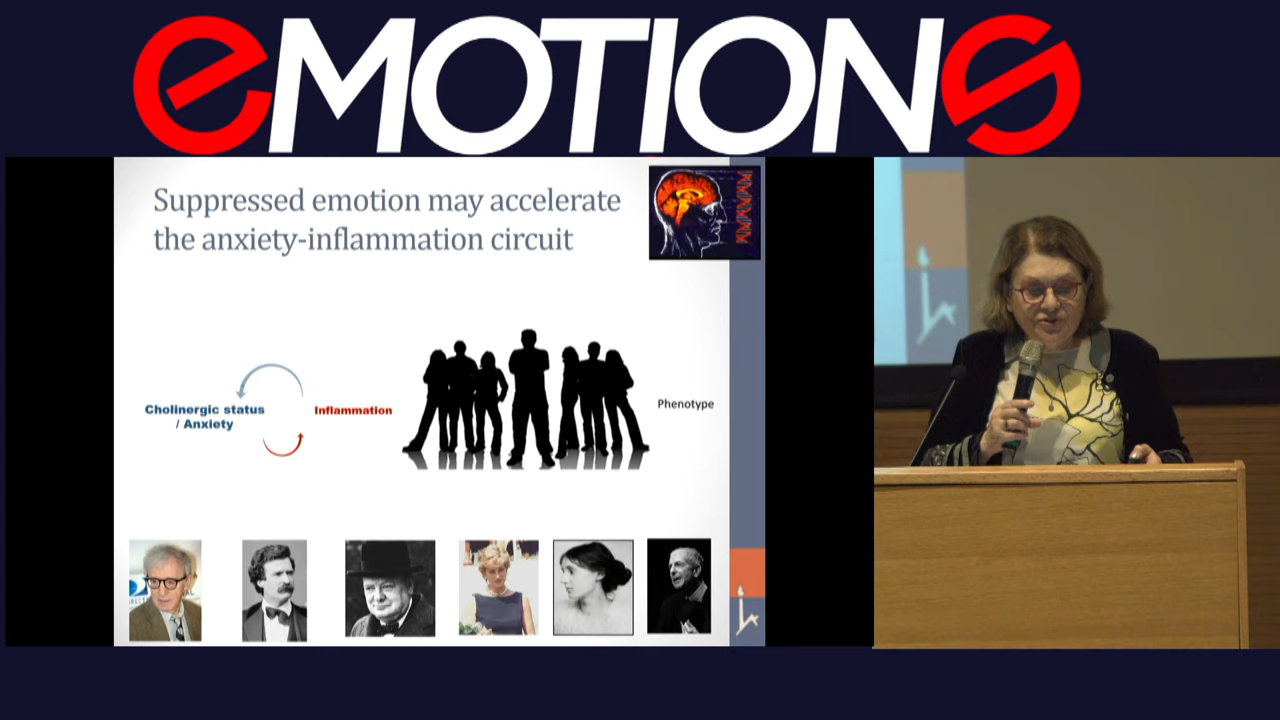 eMOTIONS
Suppressed emotion may accelerate
the anxiety-inflammation circuit
Cholinergic status
/ Anxiety
Inflammation
Phenotype